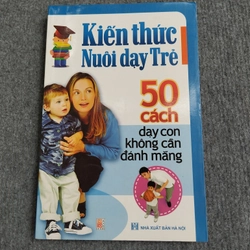 Kiến thức
Nuôi dạy Trẻ
50
cách
dạy con
không cần
đánh mắng
NHÀ XUẤT BẢN HÀ NỘI